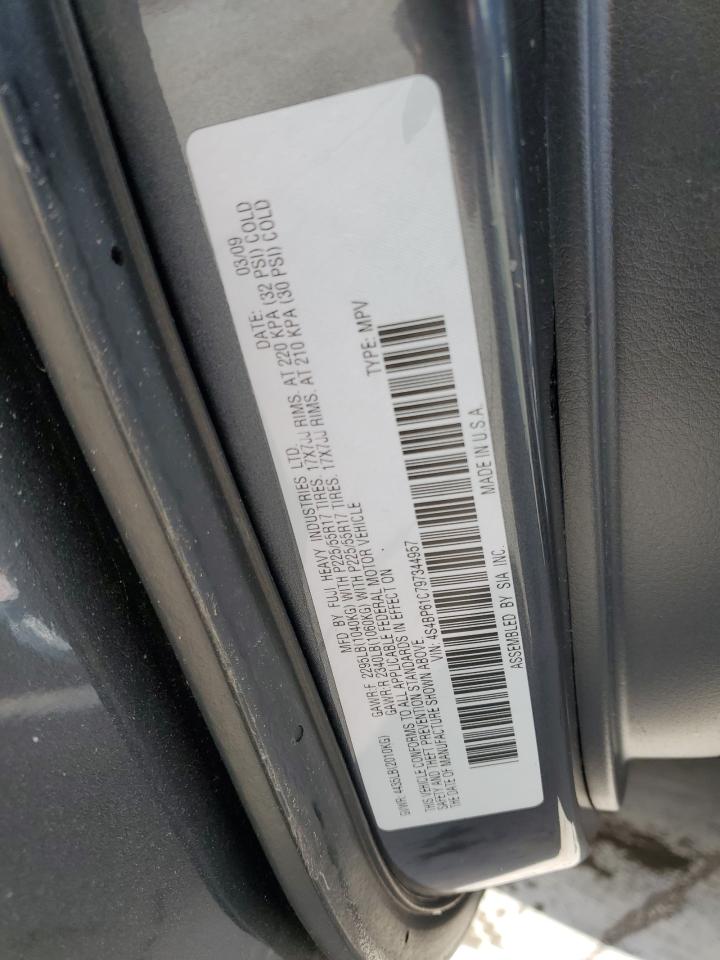 MFD. BY FUJI HEAVY INDUSTRIES LTD. DATE: 03/09
GVWR: 4435LB(2010KG) GAWR:F 2295LB(1040KG) WITH P225/55R17 TIRES. 17X7JJ RIMS. AT 220 KPA (32 PSI) COLD
GAWR:R 2340LB(1060KG) WITH P225/55R17 TIRES. 17X7JJ RIMS. AT 210 KPA (30 PSI) COLD
THIS VEHICLE CONFORMS TO ALL APPLICABLE FEDERAL MOTOR VEHICLE
SAFETY AND THEFT PREVENTION STANDARDS IN EFFECT ON
THE DATE OF MANUFACTURE SHOWN ABOVE.
VIN: 4S4BP61C797344957 TYPE: MPV
ASSEMBLED BY SIA INC. MADE IN U.S.A.